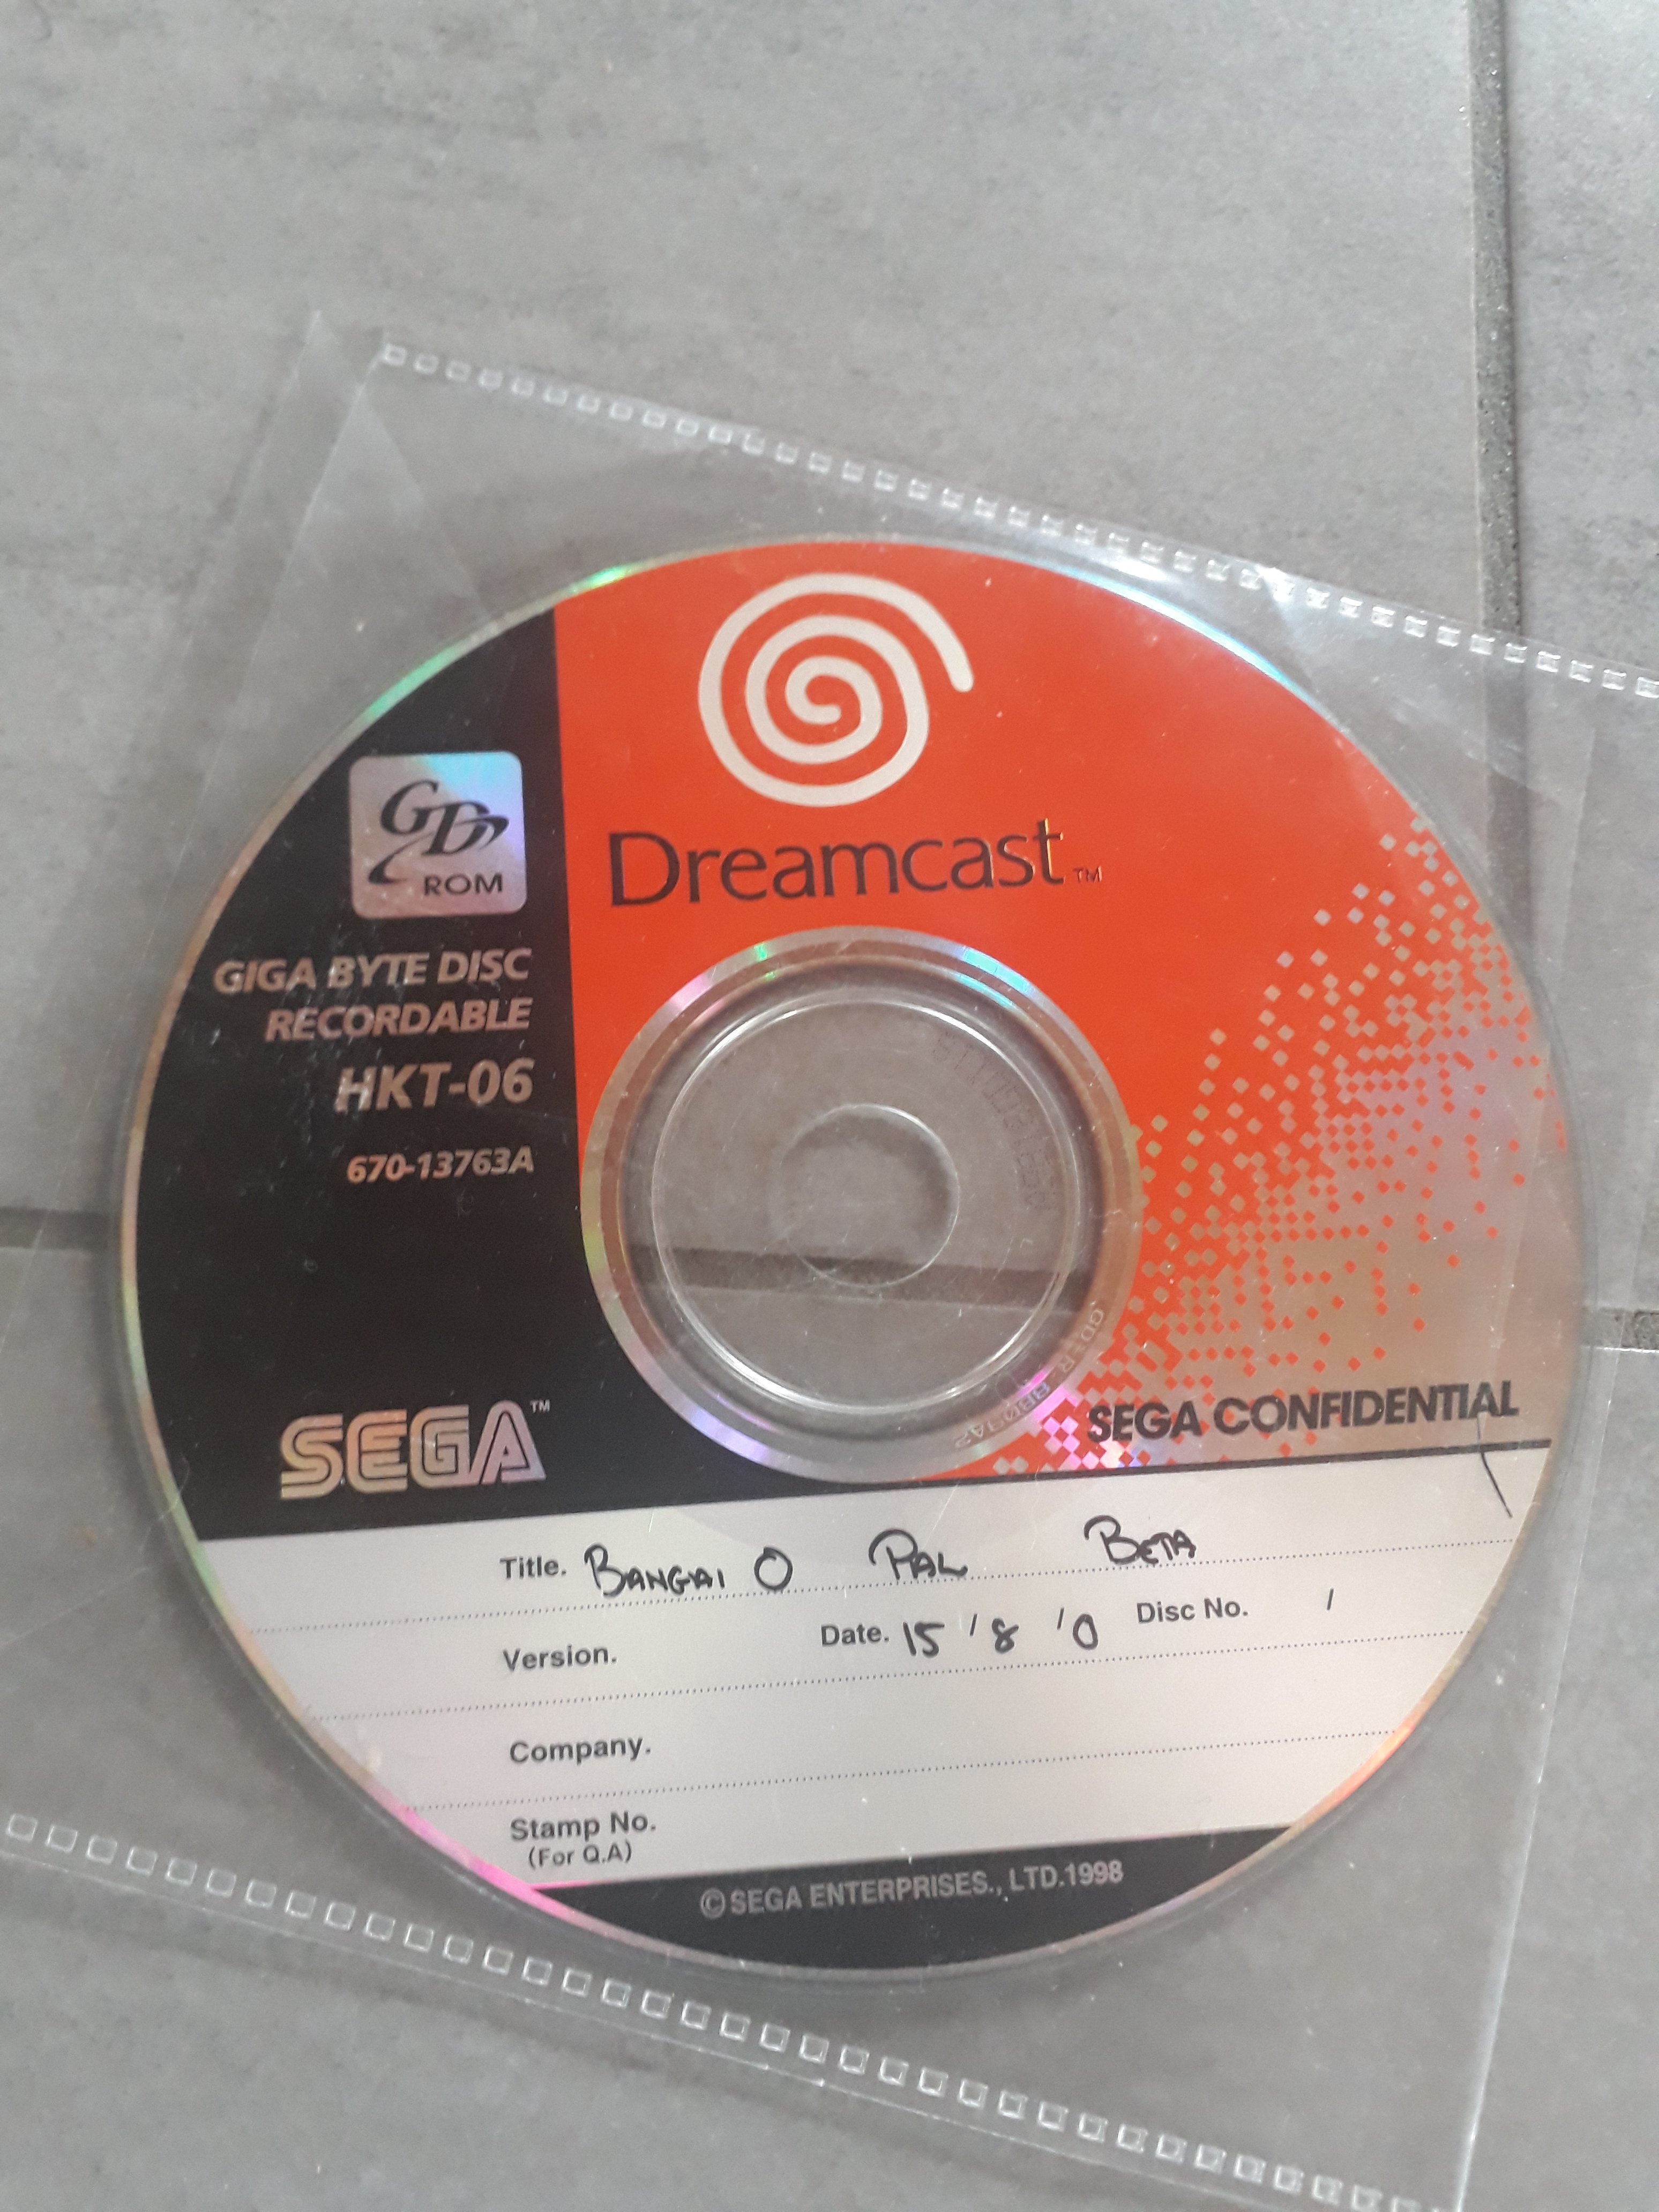 Dreamcast™
GD
ROM
GIGA BYTE DISC
RECORDABLE
HKT-06
670-13763A
SEGA™
SEGA CONFIDENTIAL
Title. BANGAI O PAL BETA
Version. Date. 15 / 8 / 0 Disc No. 1
Company.
Stamp No.
(For Q.A)
© SEGA ENTERPRISES., LTD.1998